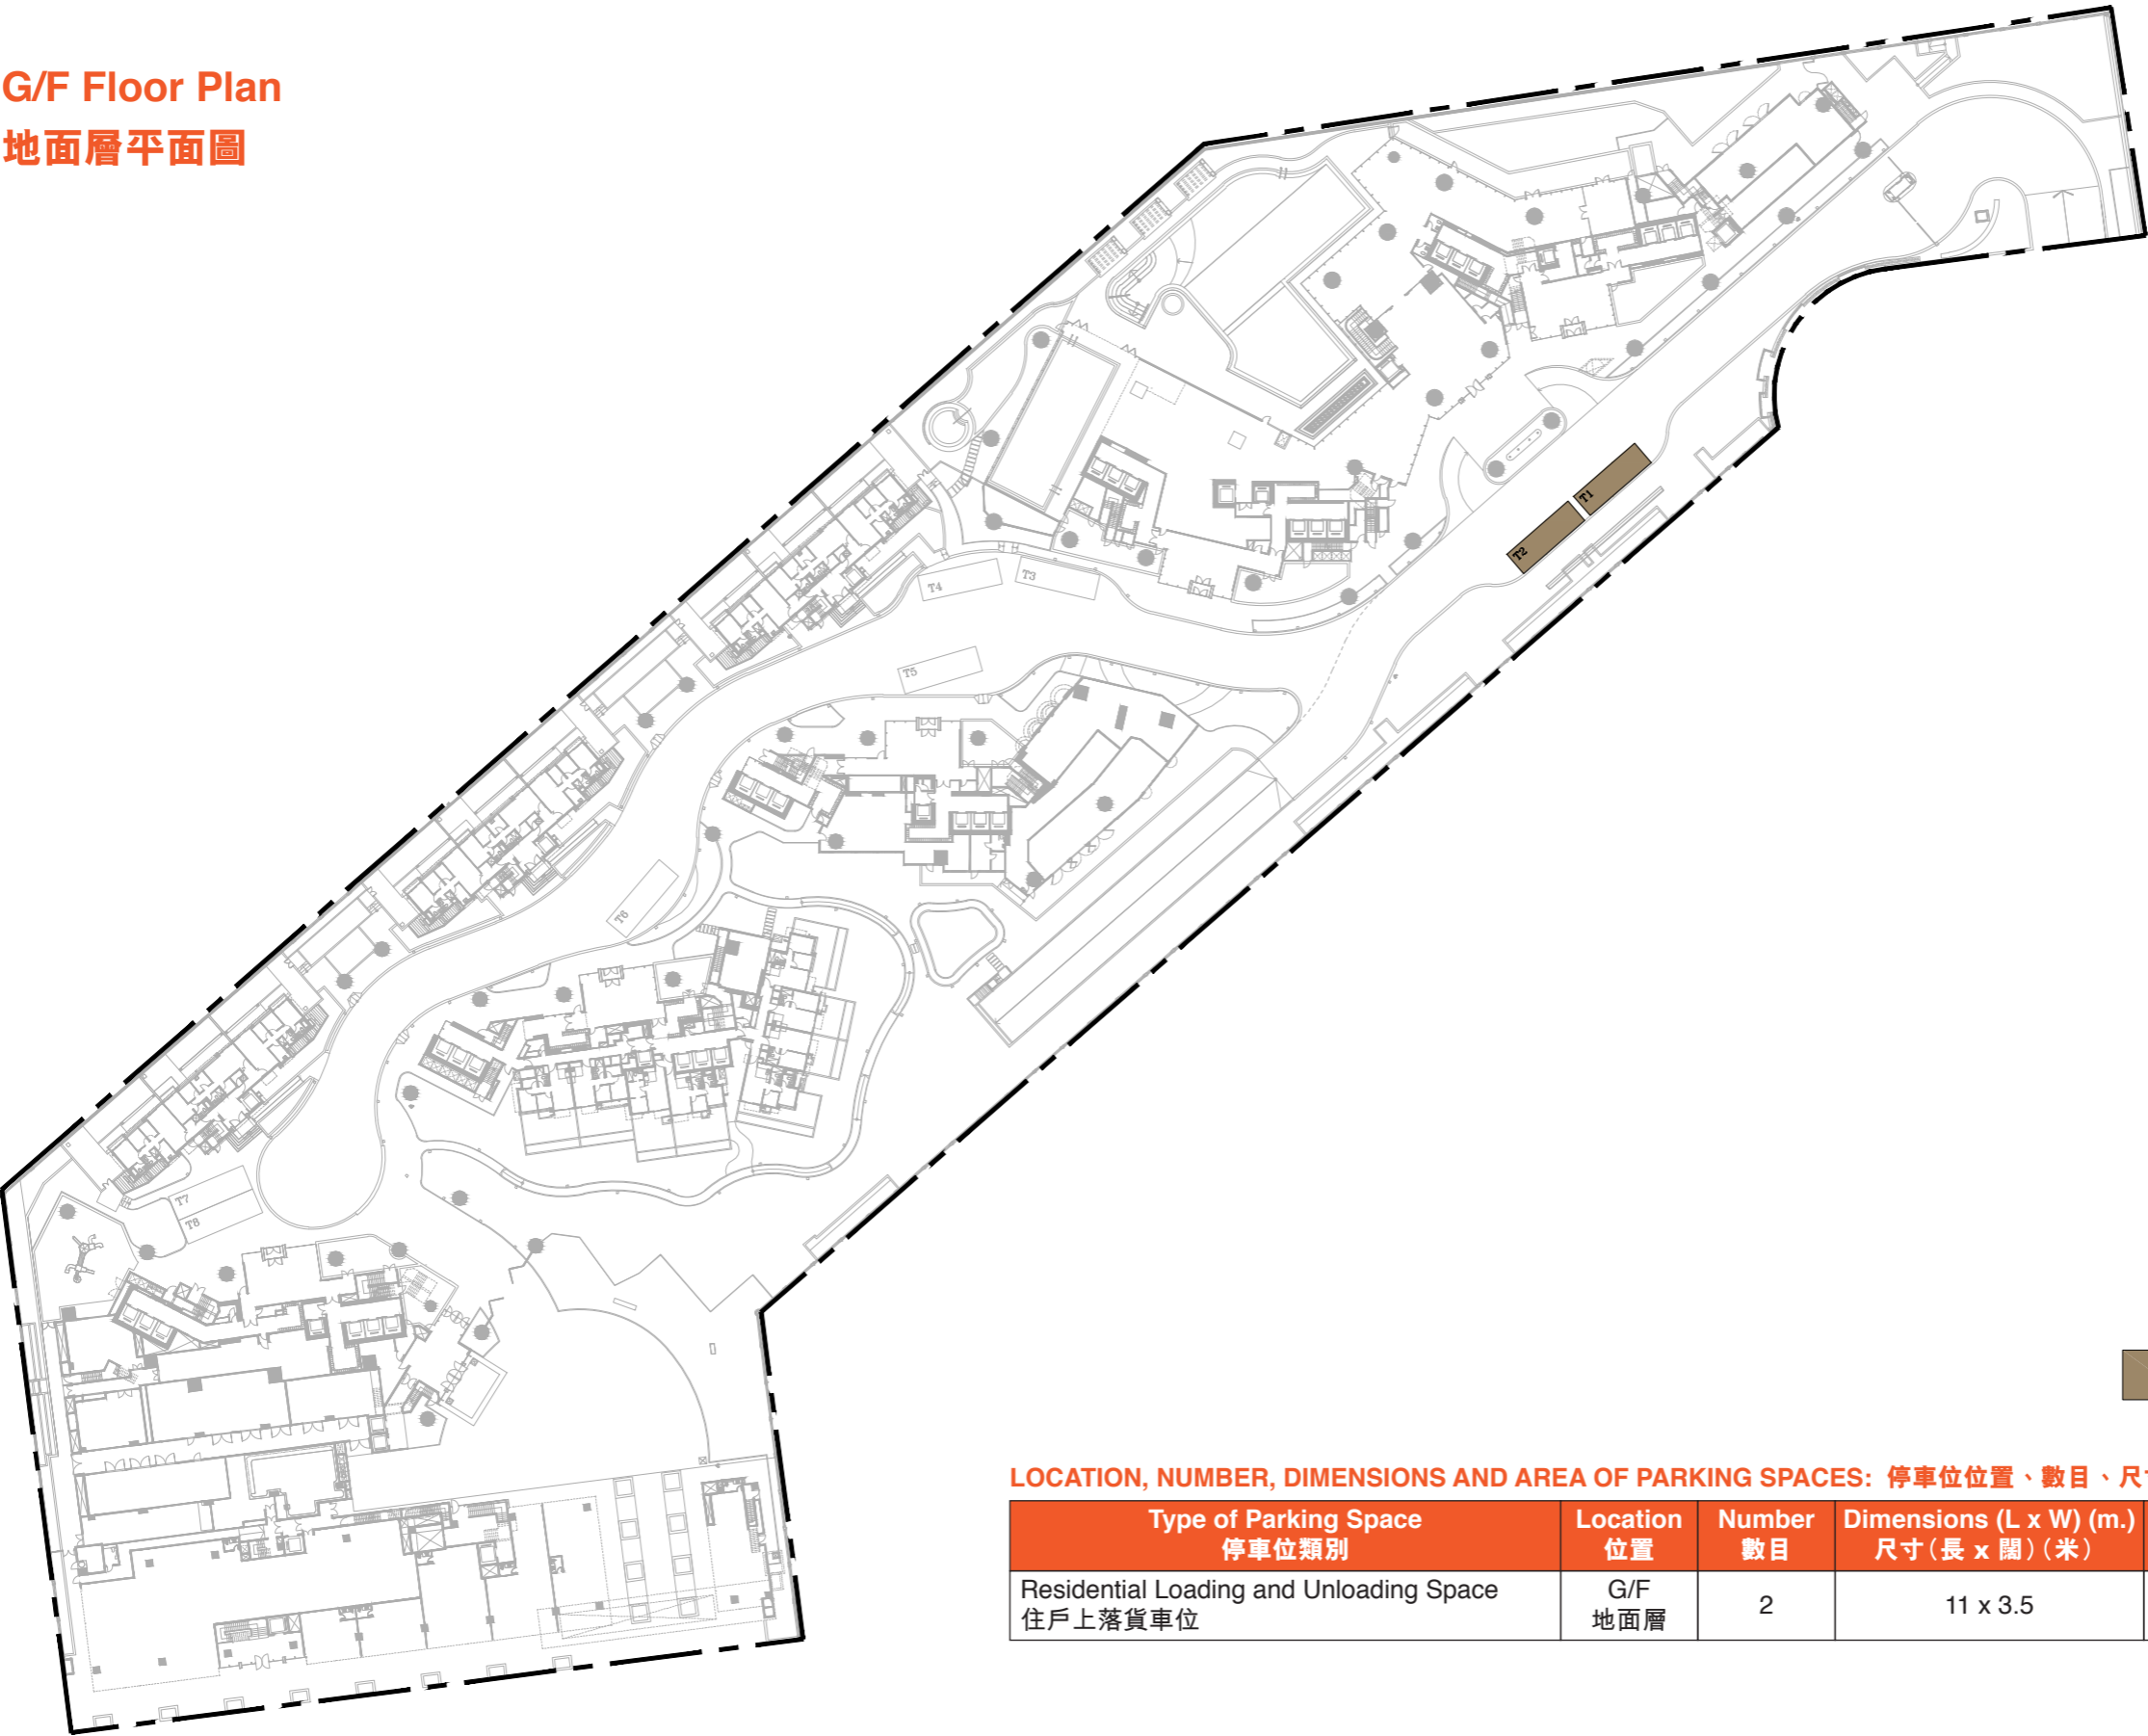 G/F Floor Plan
地面層平面圖
T1
T2
T4
T3
T5
T6
T7
T8
LOCATION, NUMBER, DIMENSIONS AND AREA OF PARKING SPACES: 停車位位置、數目、尺
Type of Parking Space
停車位類別
Location
位置
Number
數目
Dimensions (L x W) (m.)
尺寸(長 x 闊)(米)
Residential Loading and Unloading Space
住戶上落貨車位
G/F
地面層
2
11 x 3.5